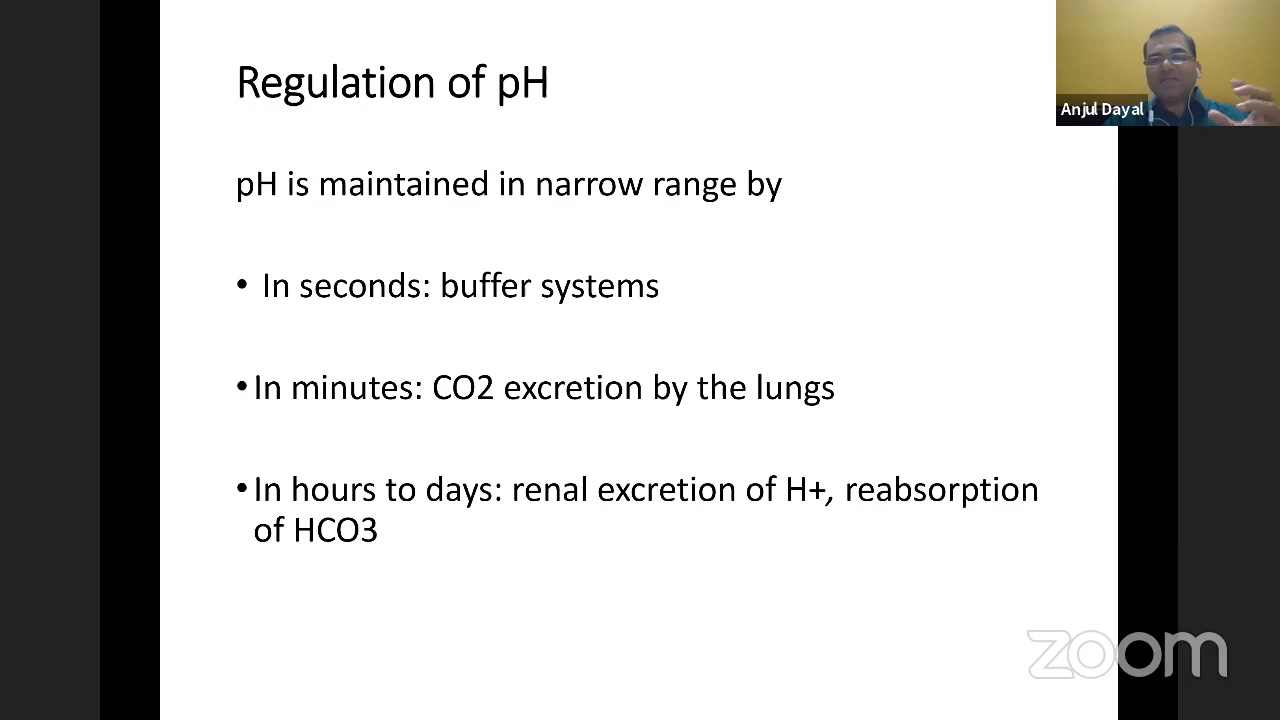 Regulation of pH
Anjul Dayal
pH is maintained in narrow range by
• In seconds: buffer systems
• In minutes: CO2 excretion by the lungs
• In hours to days: renal excretion of H+, reabsorption
of HCO3
zoom